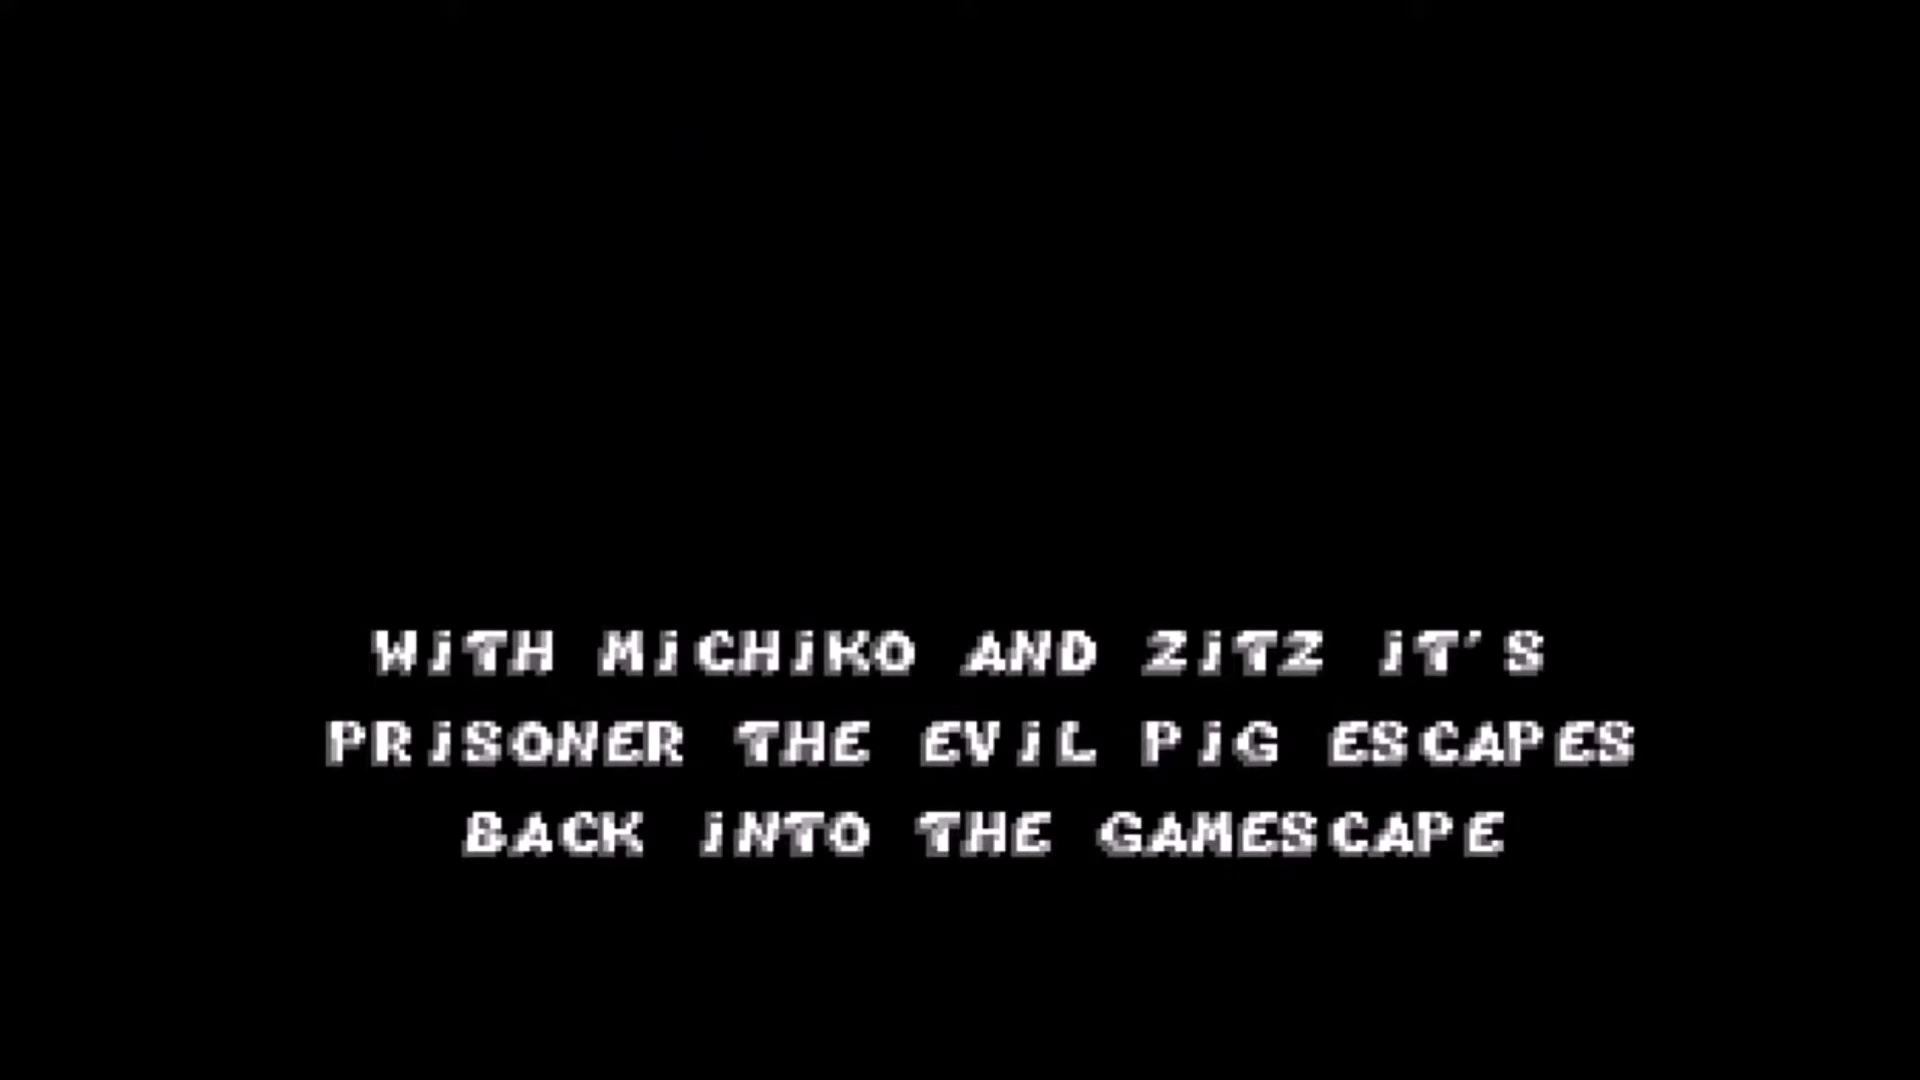 WiTH MiCHiKO AND ZiTZ iT'S
PRiSONER THE EViL PiG ESCAPES
BACK iNTO THE GAMESCAPE